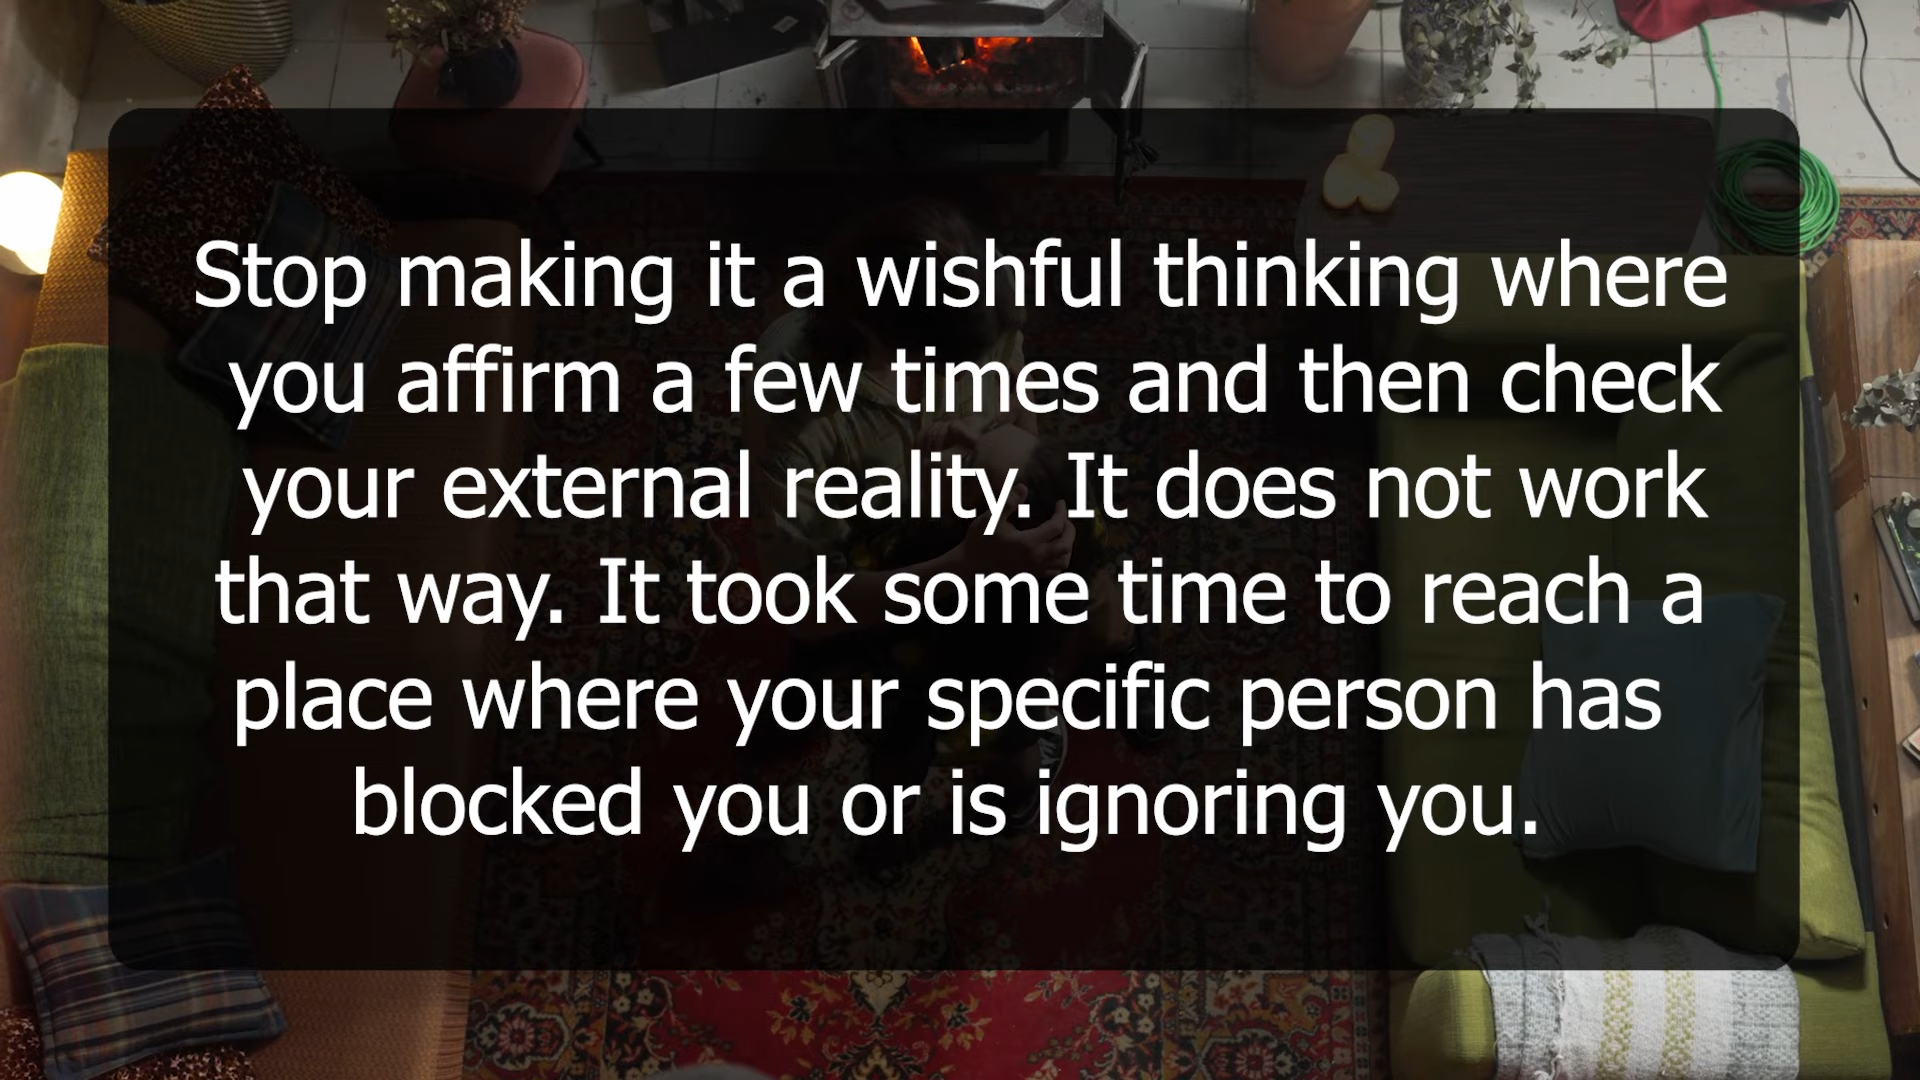 Stop making it a wishful thinking where
you affirm a few times and then check
your external reality. It does not work
that way. It took some time to reach a
place where your specific person has
blocked you or is ignoring you.